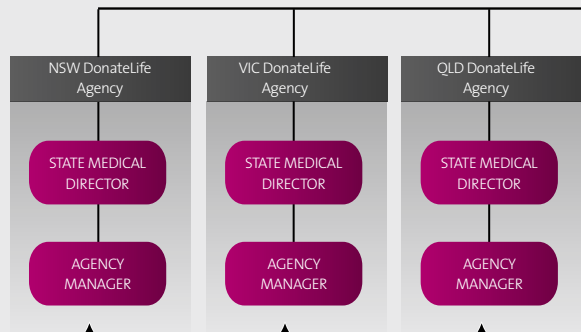 NSW DonateLife
Agency
VIC DonateLife
Agency
QLD DonateLife
Agency
STATE MEDICAL
DIRECTOR
STATE MEDICAL
DIRECTOR
STATE MEDICAL
DIRECTOR
AGENCY
MANAGER
AGENCY
MANAGER
AGENCY
MANAGER